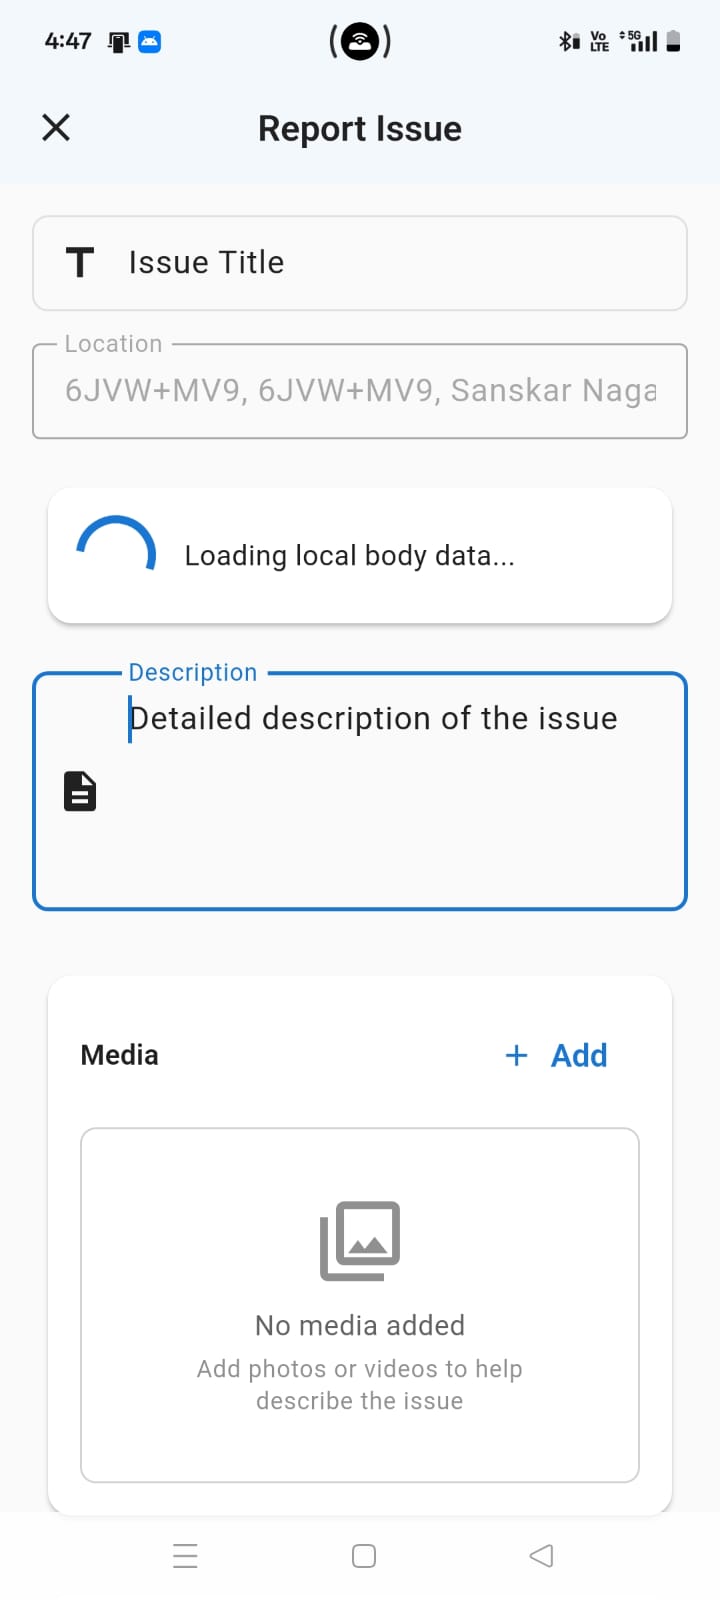 4:47
Vo
LTE
5G
Report Issue
T Issue Title
Location
6JVW+MV9, 6JVW+MV9, Sanskar Naga
Loading local body data...
Description
Detailed description of the issue
Media
+ Add
No media added
Add photos or videos to help
describe the issue